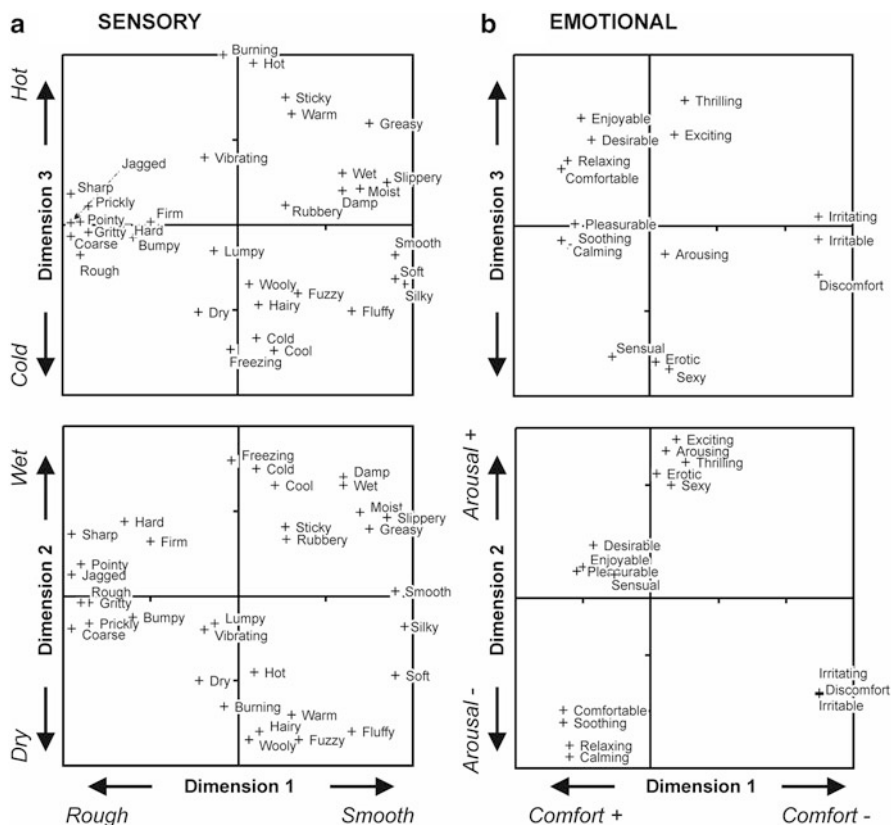 a SENSORY
b EMOTIONAL
Hot
Dimension 3
Cold
Burning
Hot
Sticky
Warm
Greasy
Vibrating
Jagged
Wet
Slippery
Sharp
Moist
Prickly
Damp
Rubbery
Firm
Pointy
Hard
Gritty
Coarse
Bumpy
Smooth
Lumpy
Rough
Soft
Wooly
Silky
Fuzzy
Hairy
Dry
Fluffy
Cold
Cool
Freezing
Dimension 3
Thrilling
Enjoyable
Exciting
Desirable
Relaxing
Comfortable
Irritating
Pleasurable
Soothing
Irritable
Calming
Arousing
Discomfort
Sensual
Erotic
Sexy
Wet
Dimension 2
Dry
Freezing
Cold
Damp
Cool
Wet
Moist
Hard
Slippery
Sticky
Greasy
Sharp
Firm
Rubbery
Pointy
Jagged
Rough
Smooth
Gritty
Bumpy
Prickly
Lumpy
Silky
Coarse
Vibrating
Hot
Soft
Dry
Burning
Warm
Hairy
Fluffy
Wooly
Fuzzy
Arousal +
Dimension 2
Arousal -
Exciting
Arousing
Thrilling
Erotic
Sexy
Desirable
Enjoyable
Pleasurable
Sensual
Irritating
Discomfort
Irritable
Comfortable
Soothing
Relaxing
Calming
Dimension 1
Rough
Smooth
Dimension 1
Comfort +
Comfort -